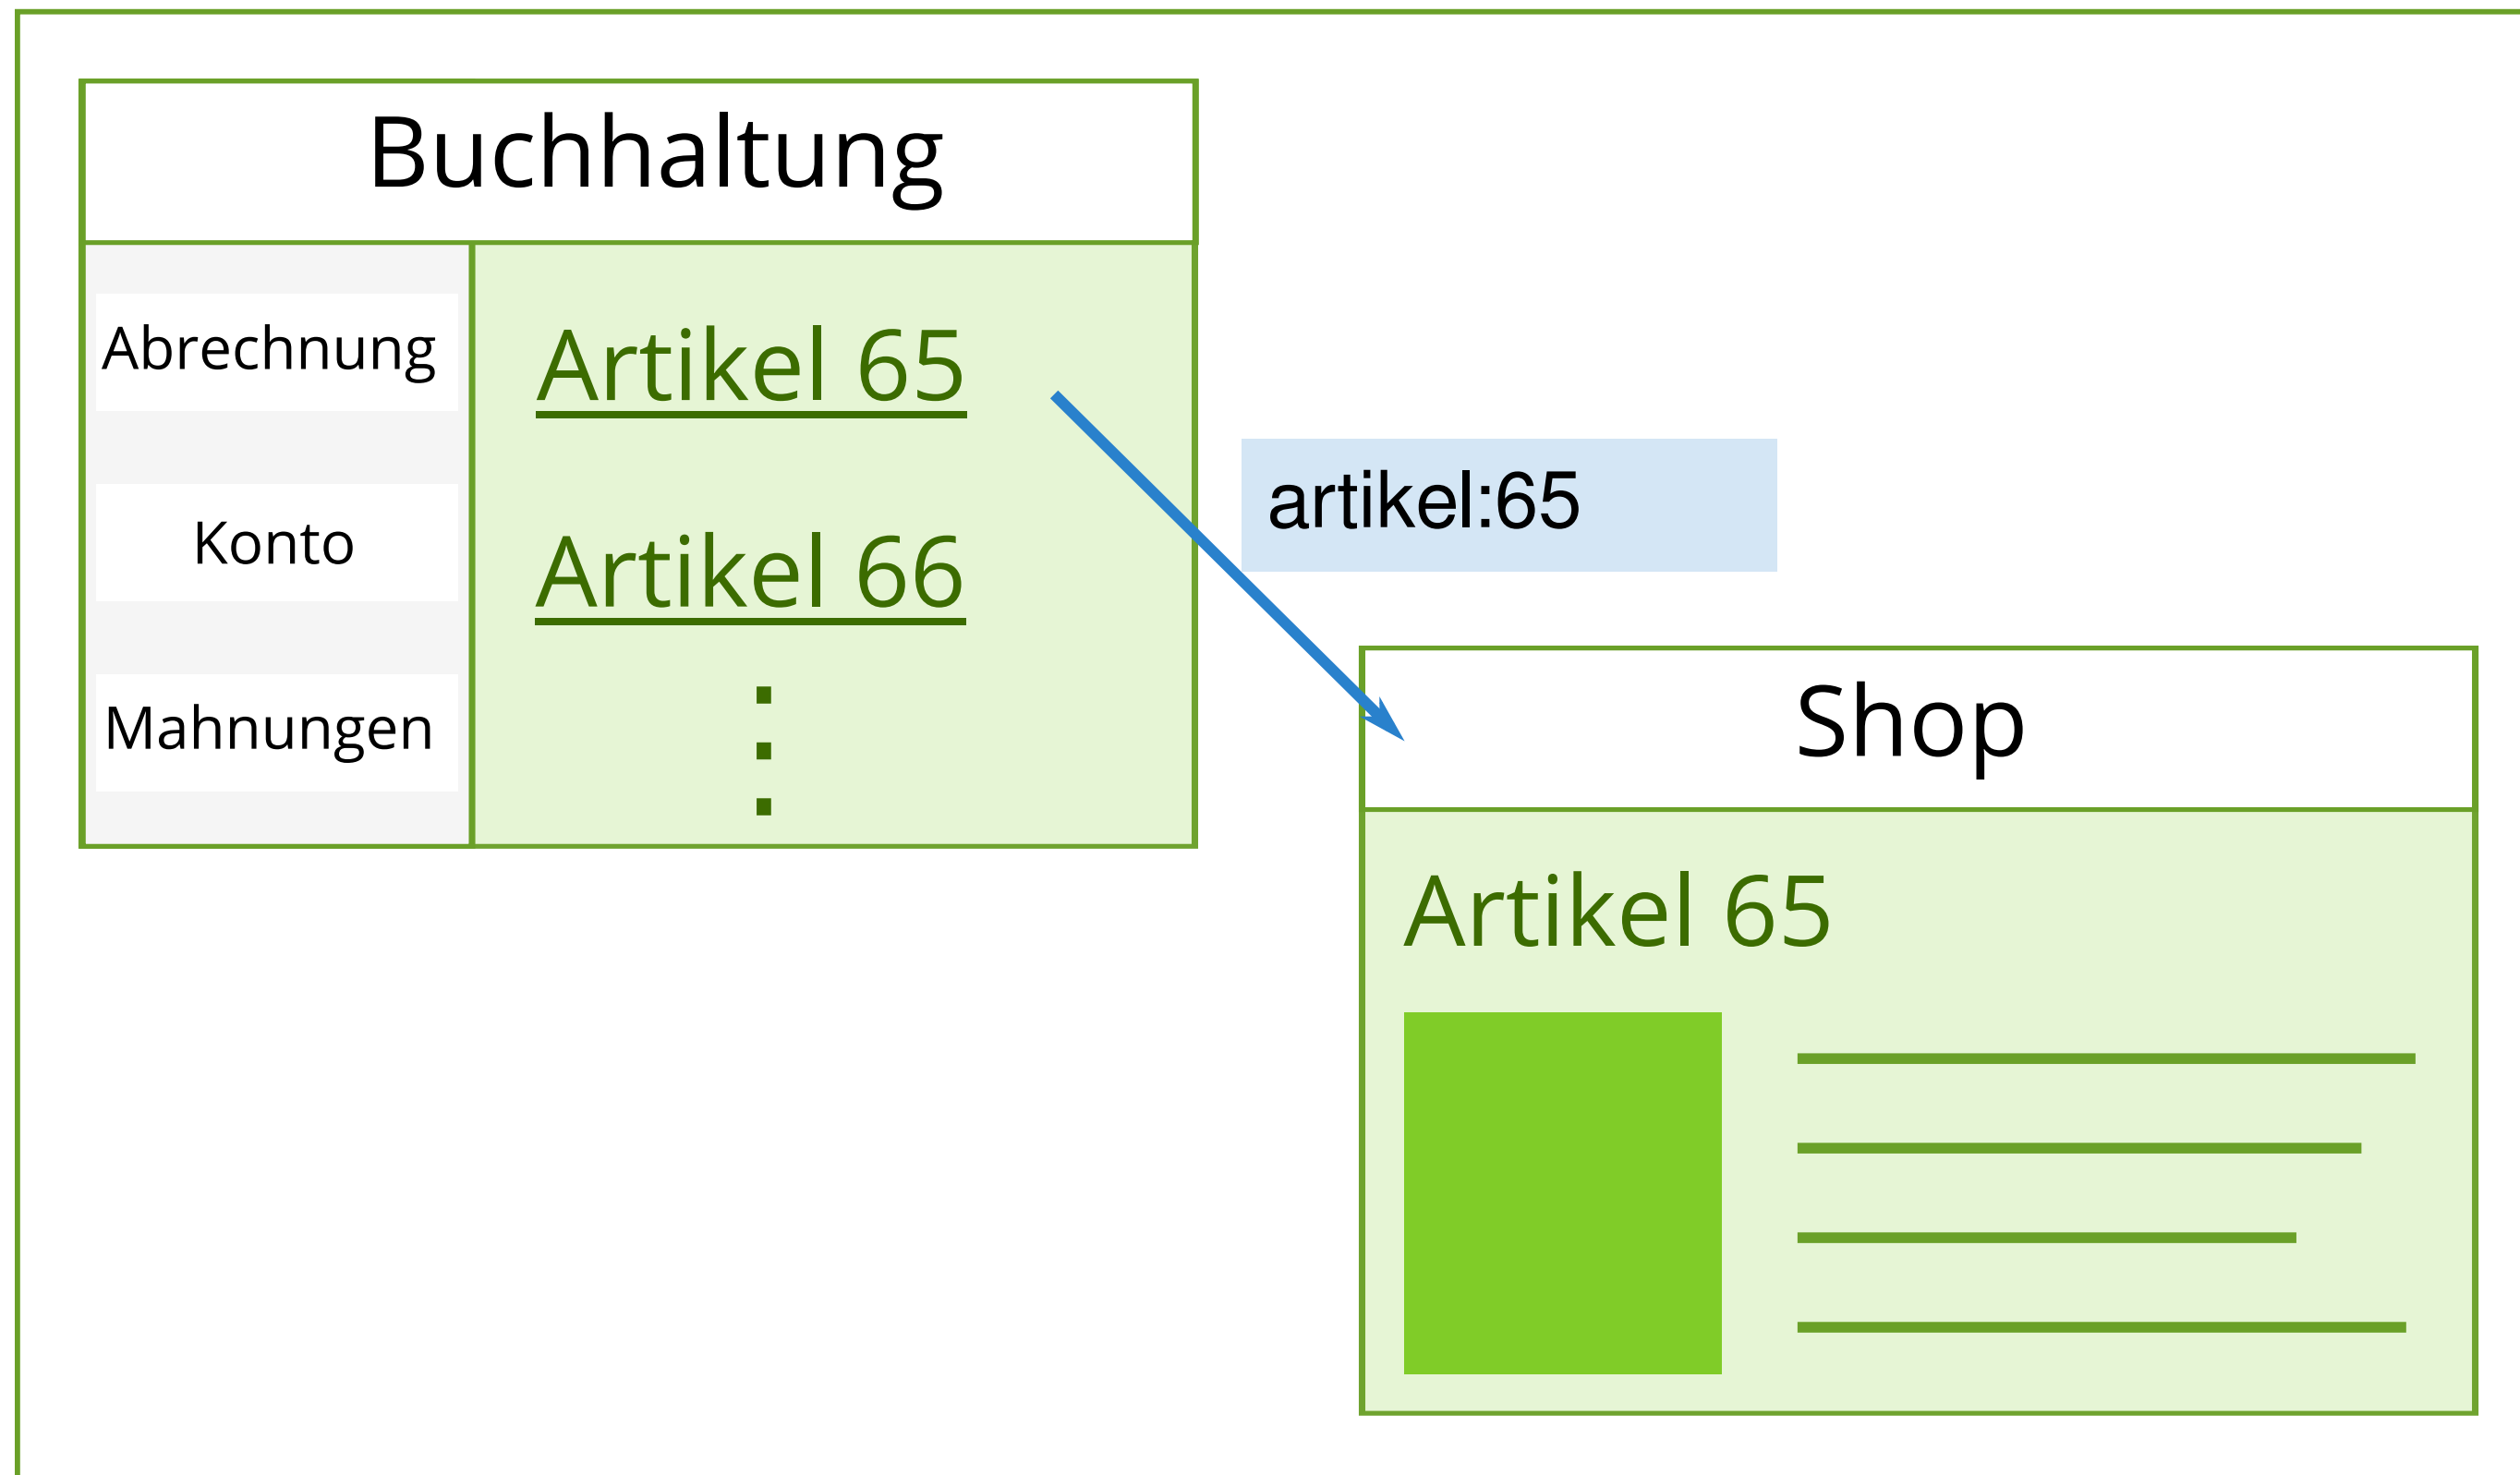 Buchhaltung
Abrechnung
Konto
Mahnungen
Artikel 65
Artikel 66
artikel:65
Shop
Artikel 65